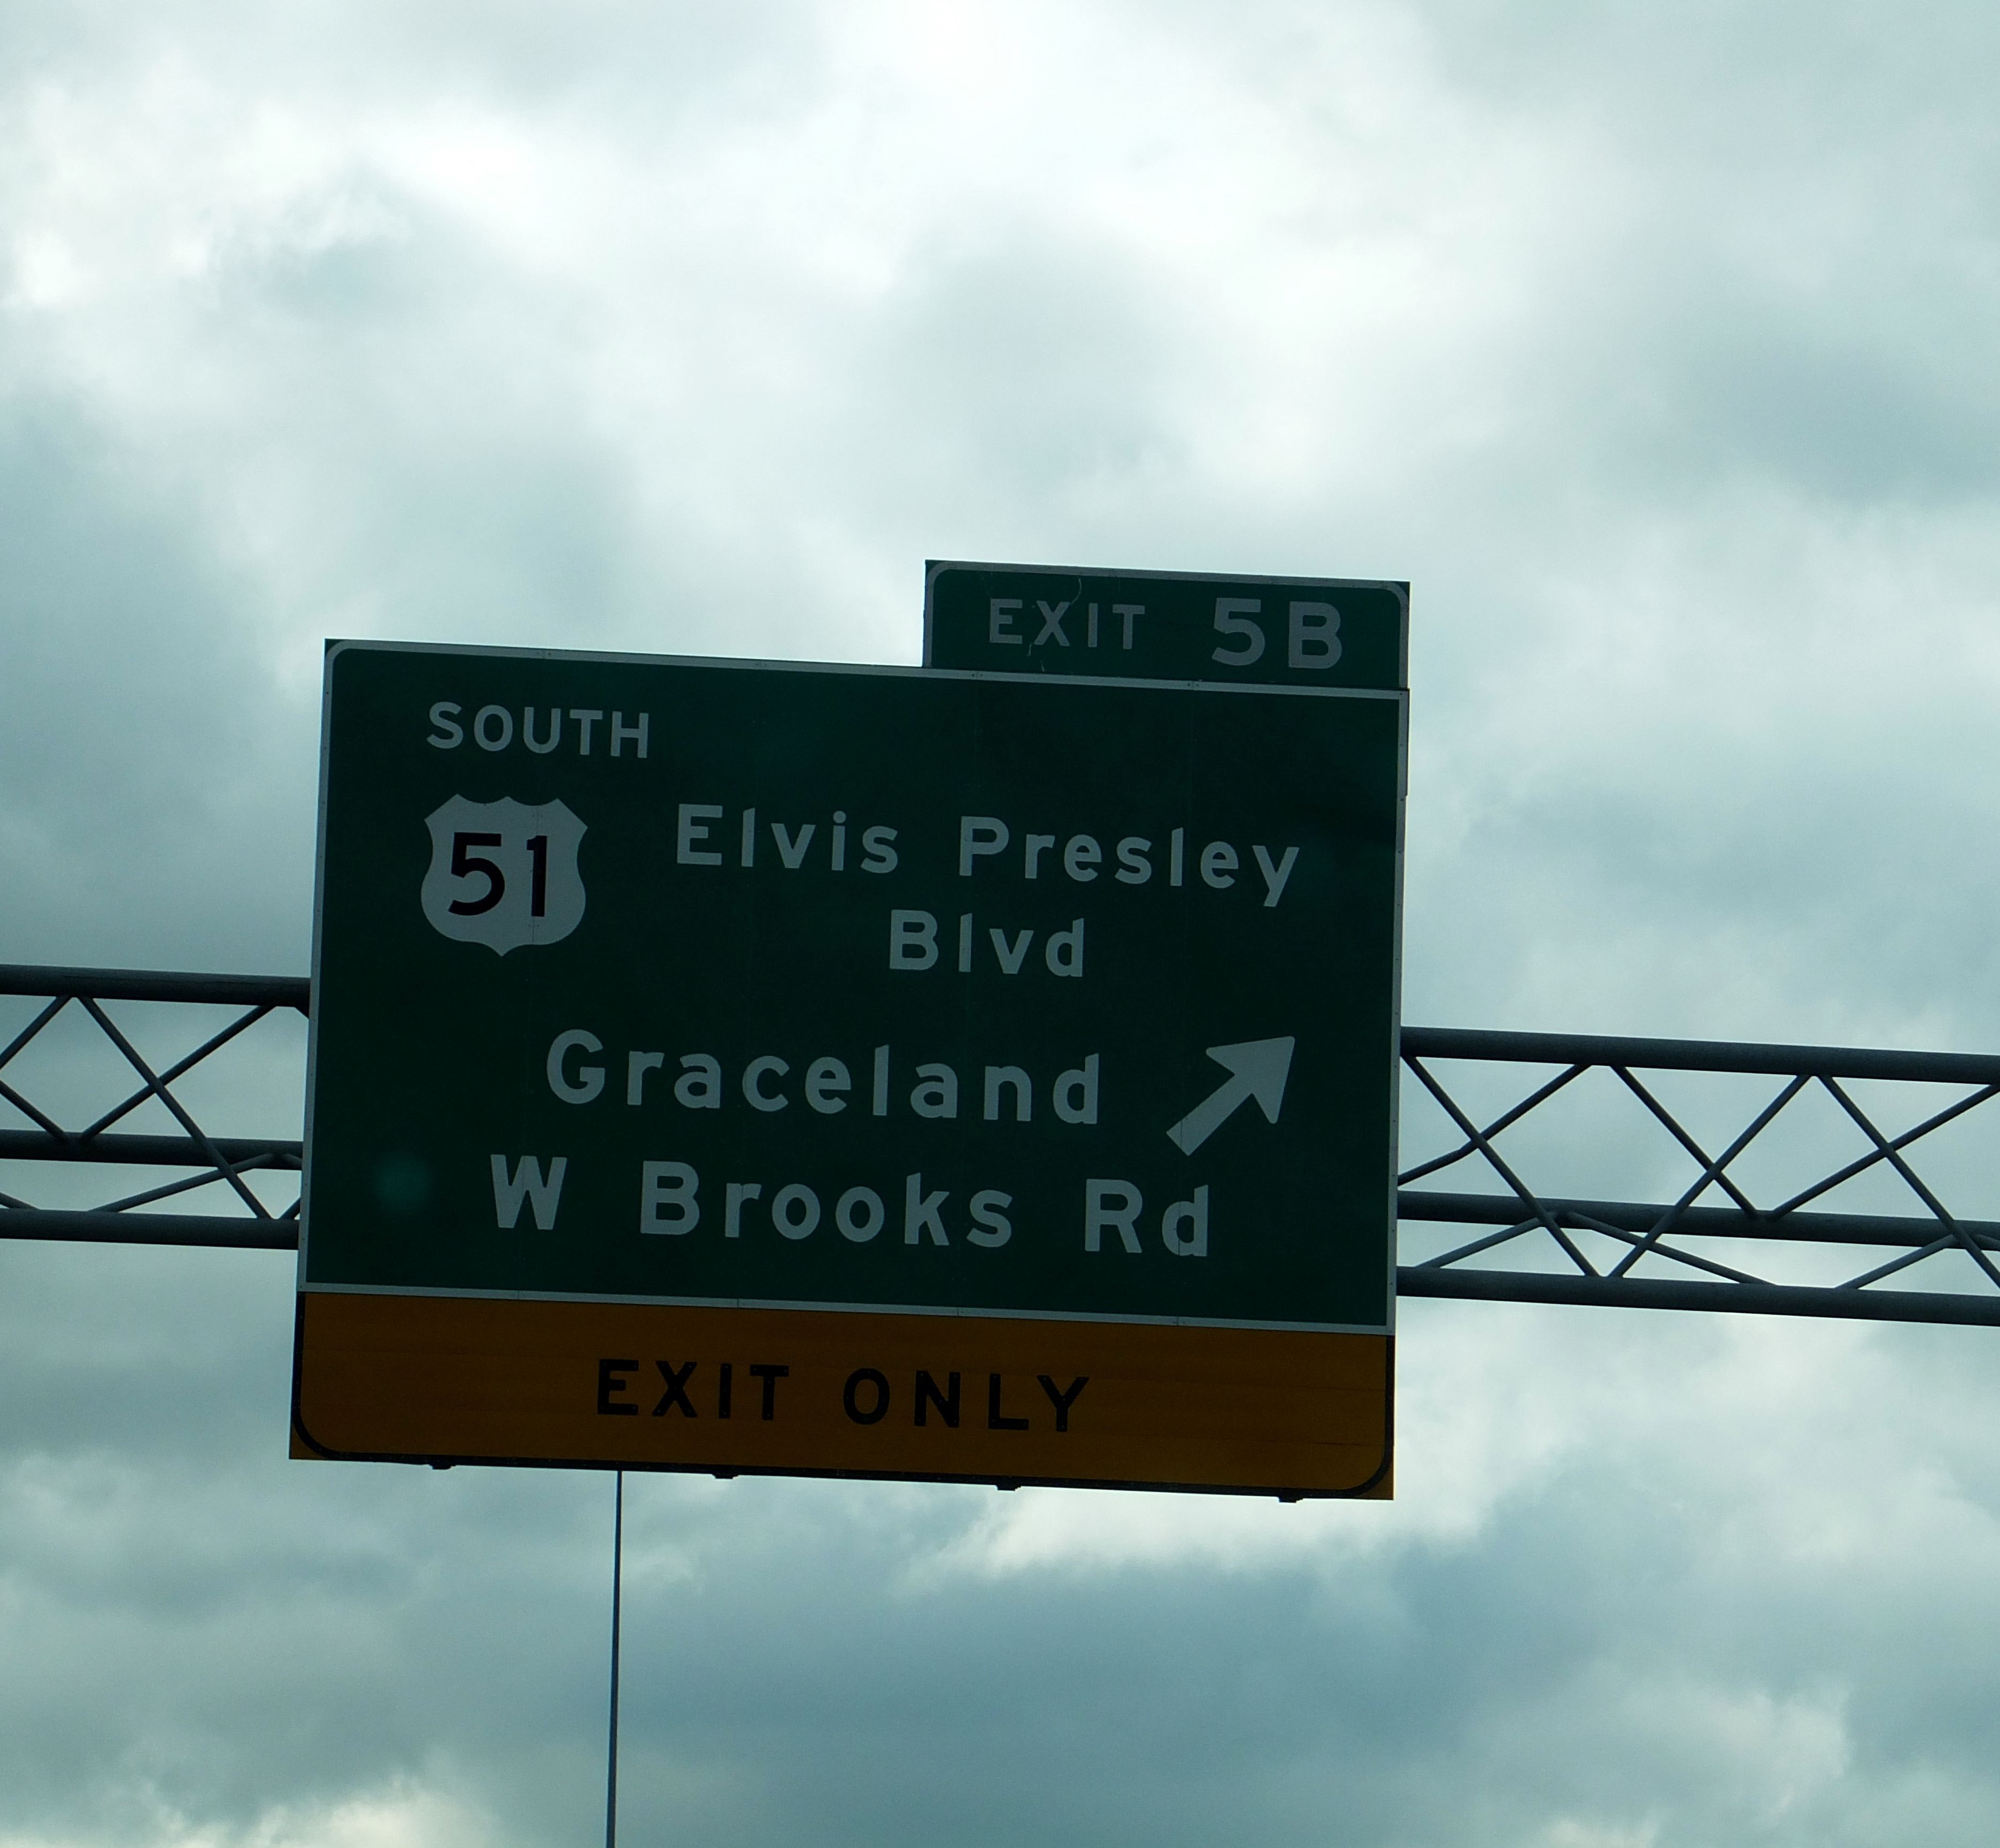 EXIT 5B
SOUTH
51 Elvis Presley
Blvd
Graceland
W Brooks Rd
EXIT ONLY